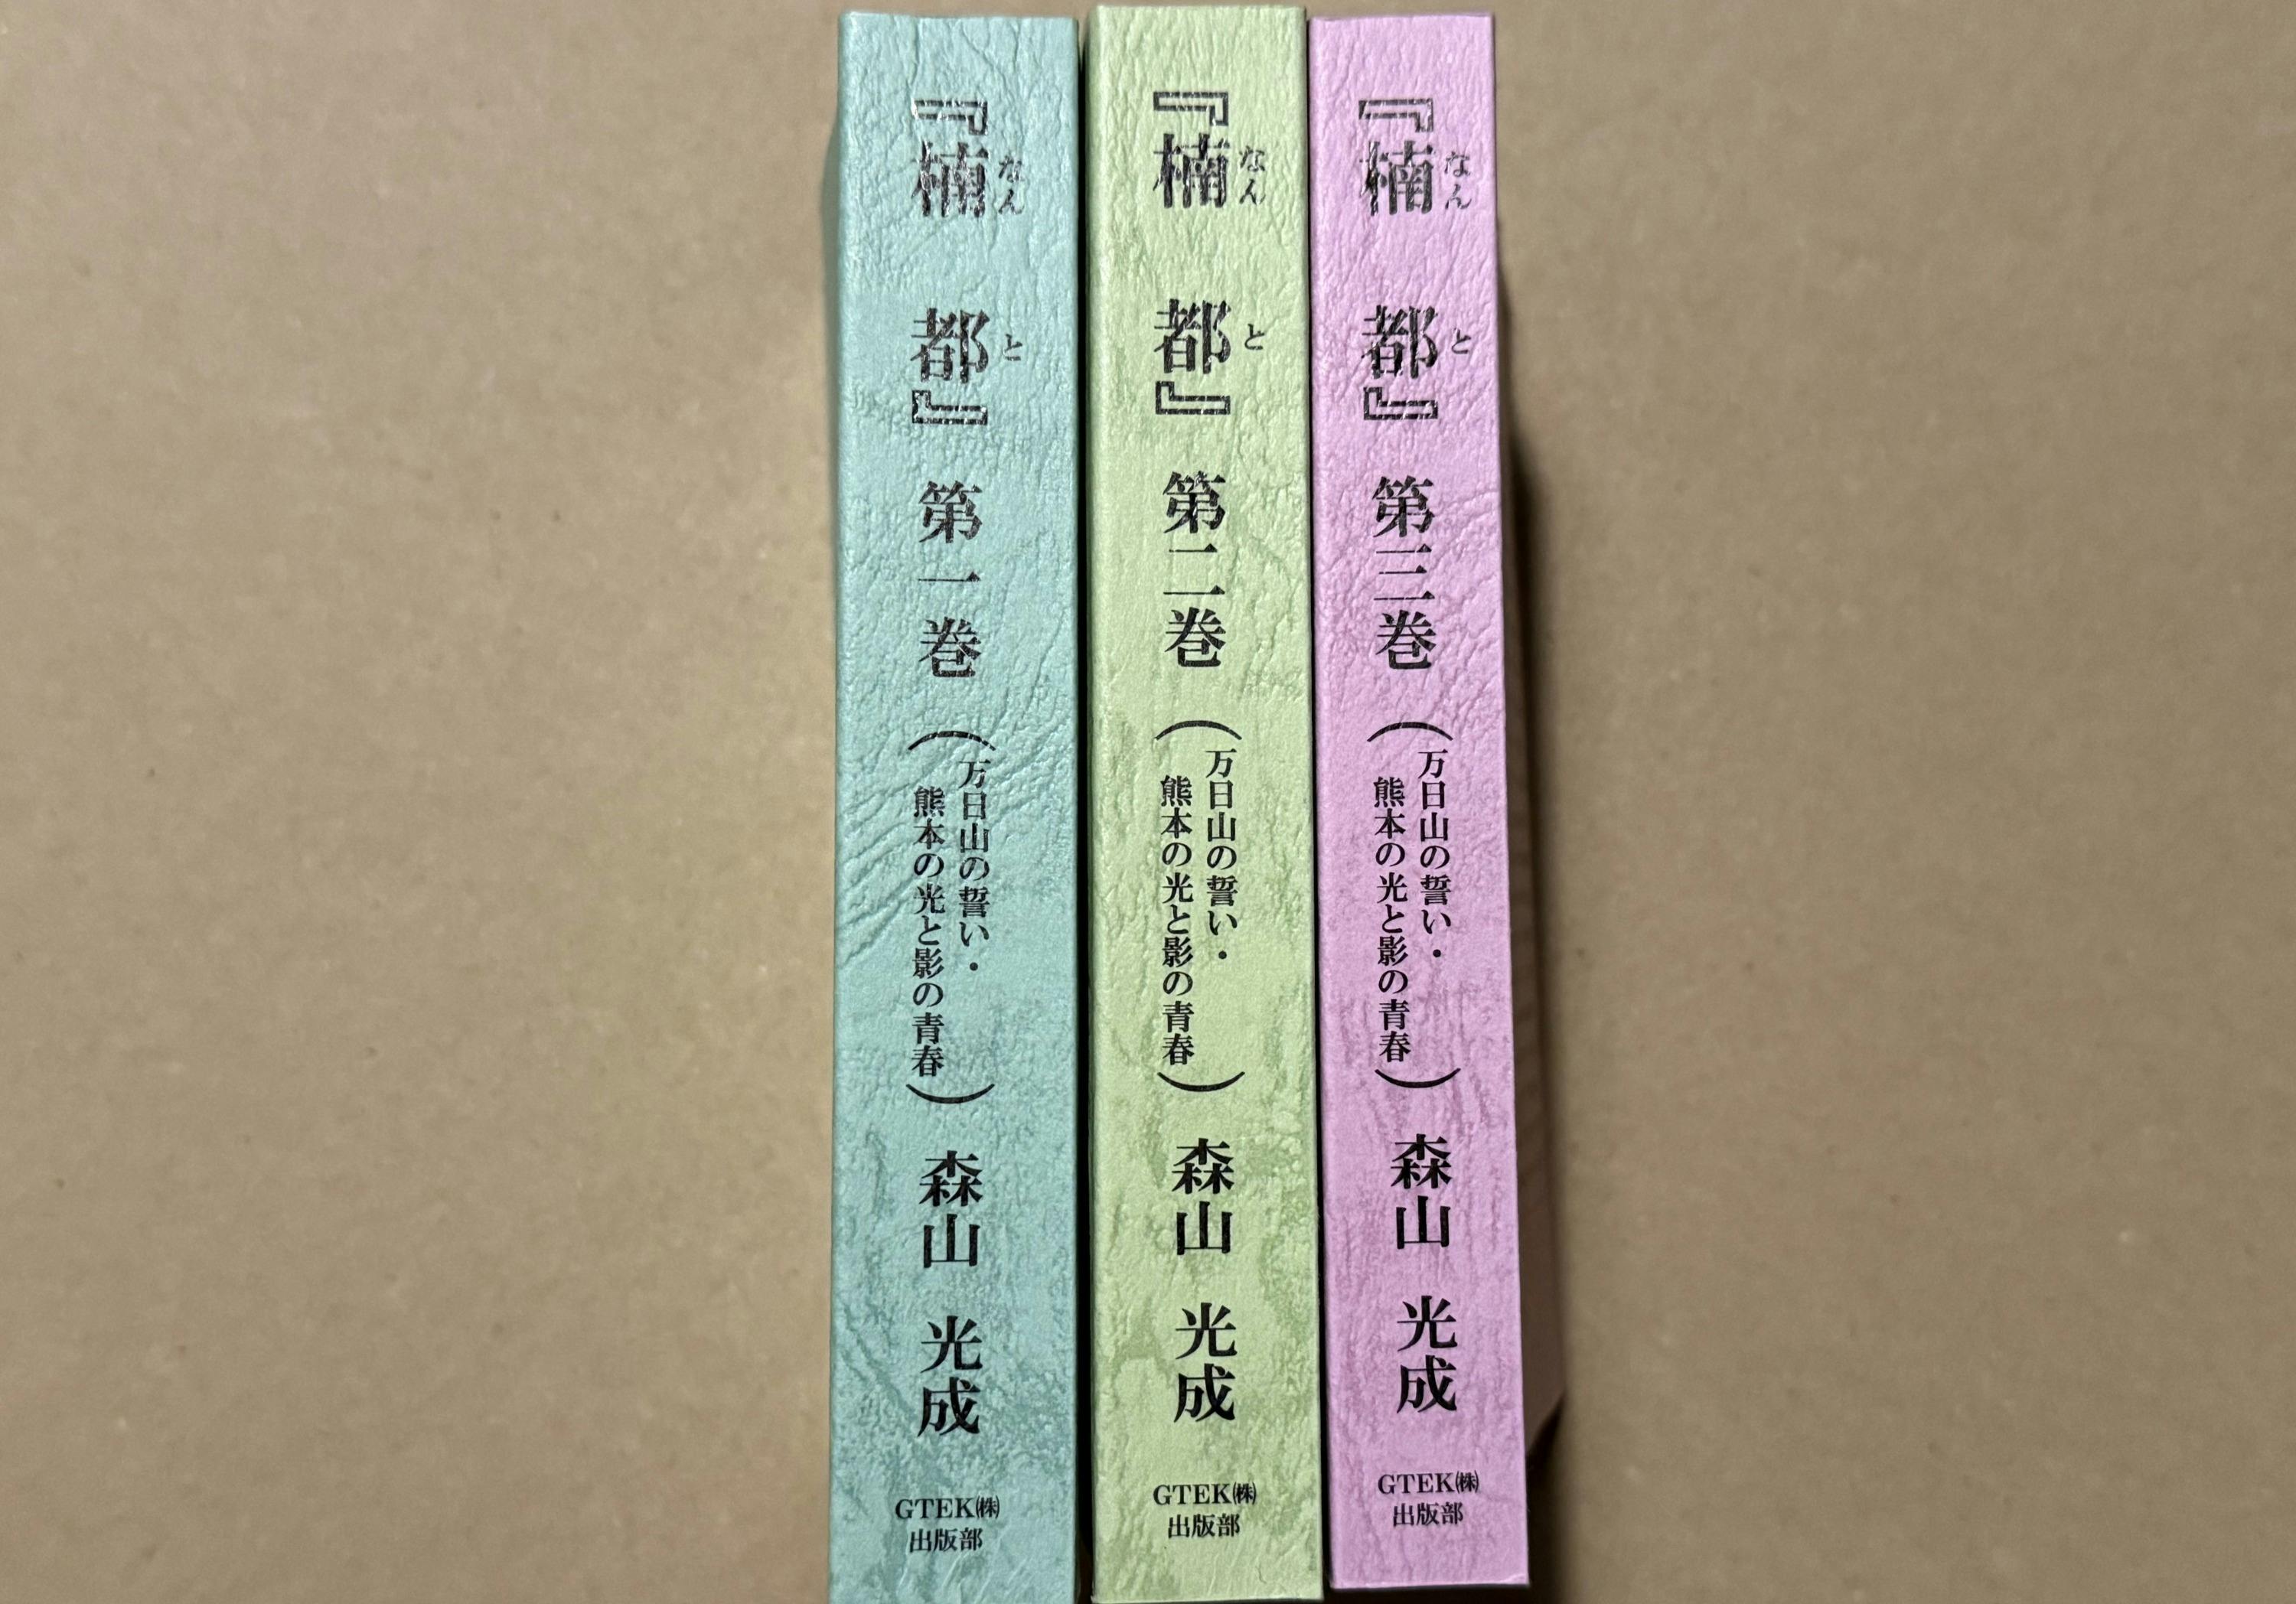 『楠都』第一巻
なんと
(万日山の誓い・
熊本の光と影の青春)
森山 光成
GTEK㈱
出版部
『楠都』第二巻
なんと
(万日山の誓い・
熊本の光と影の青春)
森山 光成
GTEK㈱
出版部
『楠都』第三巻
なんと
(万日山の誓い・
熊本の光と影の青春)
森山 光成
GTEK㈱
出版部